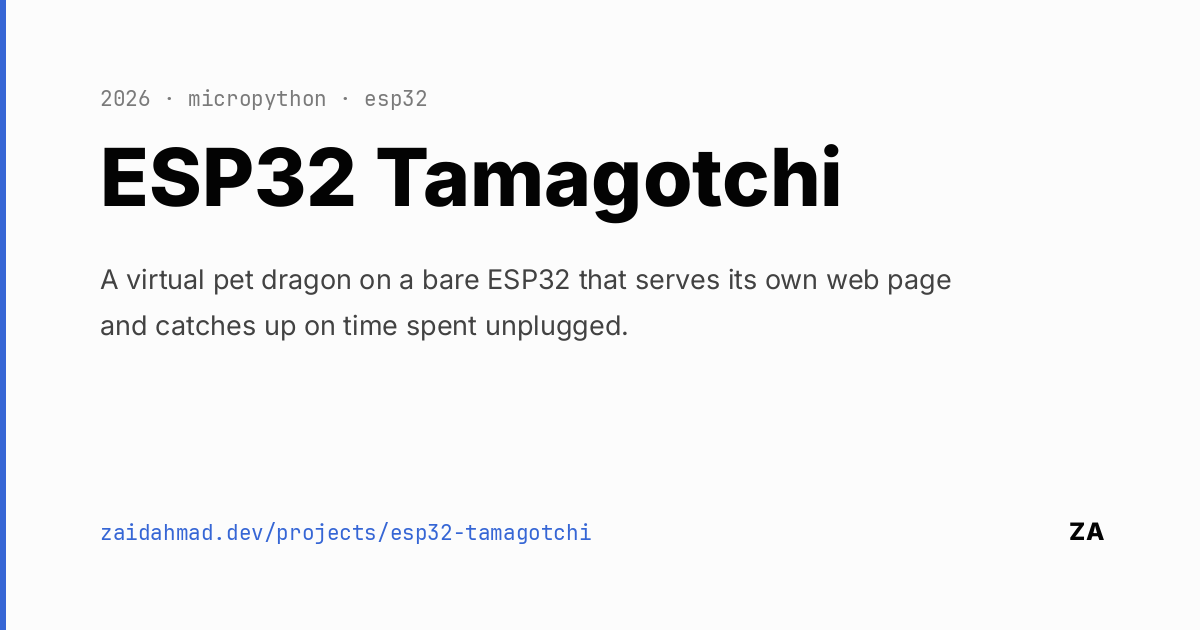 2026 · micropython · esp32
ESP32 Tamagotchi
A virtual pet dragon on a bare ESP32 that serves its own web page
and catches up on time spent unplugged.
zaidahmad.dev/projects/esp32-tamagotchi
ZA